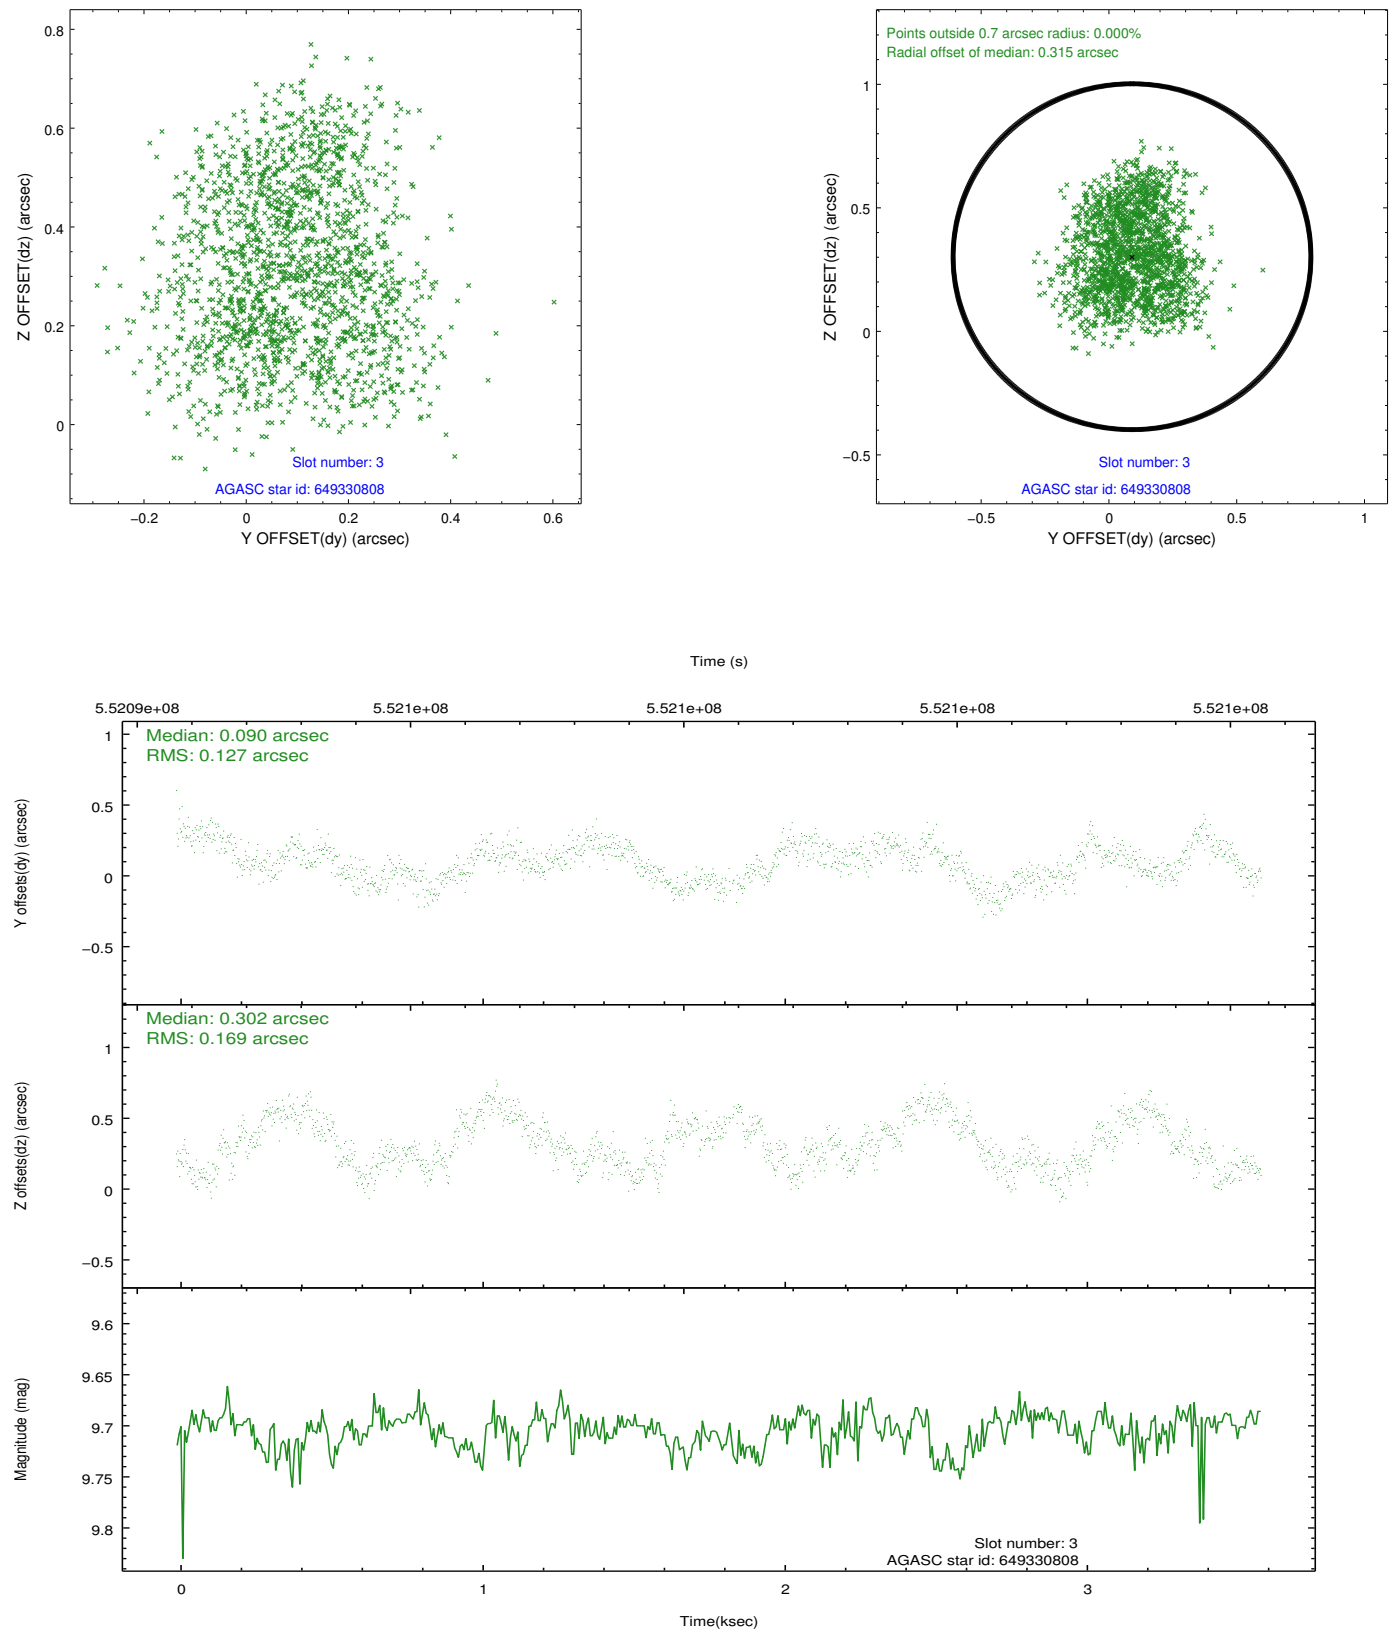 0.8
0.6
0.4
0.2
0
−0.2 0 0.2 0.4 0.6
Z OFFSET(dz) (arcsec)
Y OFFSET(dy) (arcsec)
Slot number: 3
AGASC star id: 649330808
Points outside 0.7 arcsec radius: 0.000%
Radial offset of median: 0.315 arcsec
1
0.5
0
−0.5
−0.5 0 0.5 1
Z OFFSET(dz) (arcsec)
Y OFFSET(dy) (arcsec)
Slot number: 3
AGASC star id: 649330808
Time (s)
5.5209e+08 5.521e+08 5.521e+08 5.521e+08 5.521e+08
Median: 0.090 arcsec
RMS: 0.127 arcsec
1
0.5
0
−0.5
Y offsets(dy) (arcsec)
Median: 0.302 arcsec
RMS: 0.169 arcsec
1
0.5
0
−0.5
Z offsets(dz) (arcsec)
9.6
9.65
9.7
9.75
9.8
Magnitude (mag)
Slot number: 3
AGASC star id: 649330808
0 1 2 3
Time(ksec)